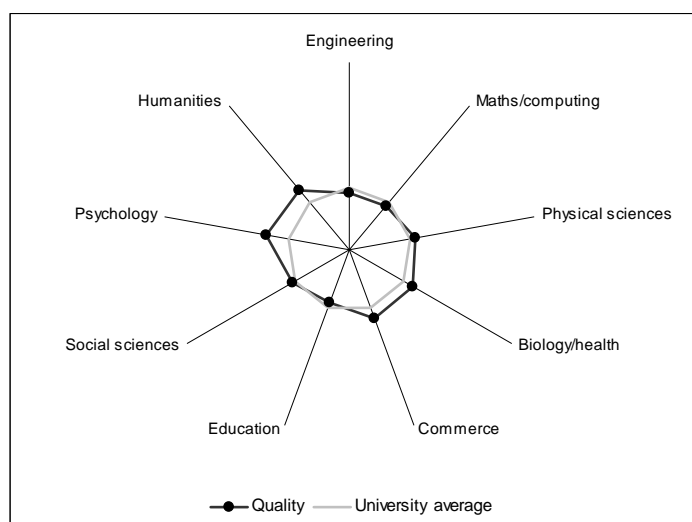 Engineering
Humanities
Maths/computing
Psychology
Physical sciences
Social sciences
Biology/health
Education
Commerce
Quality
University average